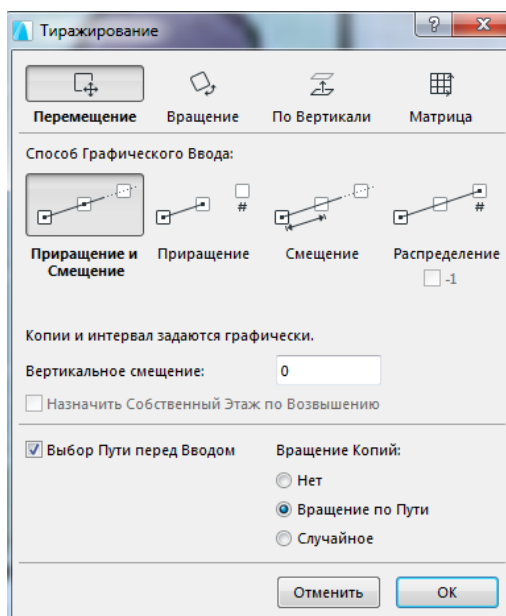 Тиражирование
Перемещение Вращение По Вертикали Матрица
Способ Графического Ввода:
# #
Приращение и Смещение Приращение Смещение Распределение
-1
Копии и интервал задаются графически.
Вертикальное смещение: 0
Назначить Собственный Этаж по Возвышению
Выбор Пути перед Вводом Вращение Копий:
Нет
Вращение по Пути
Случайное
Отменить OK